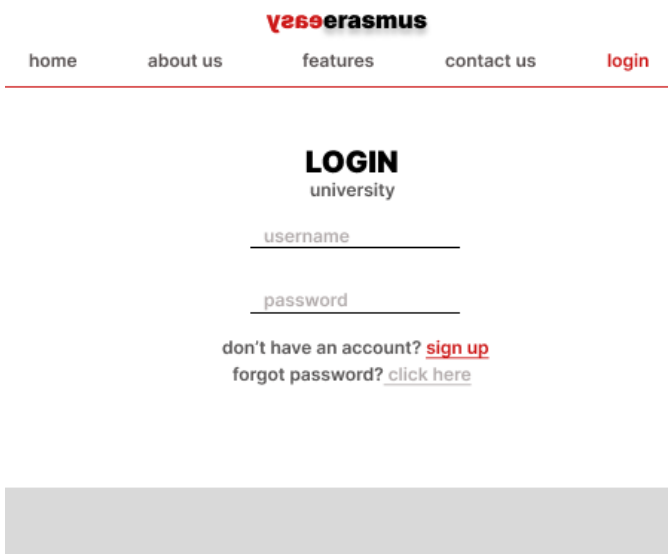 easyerasmus
home about us features contact us login
LOGIN
university
username
password
don't have an account? sign up
forgot password? click here